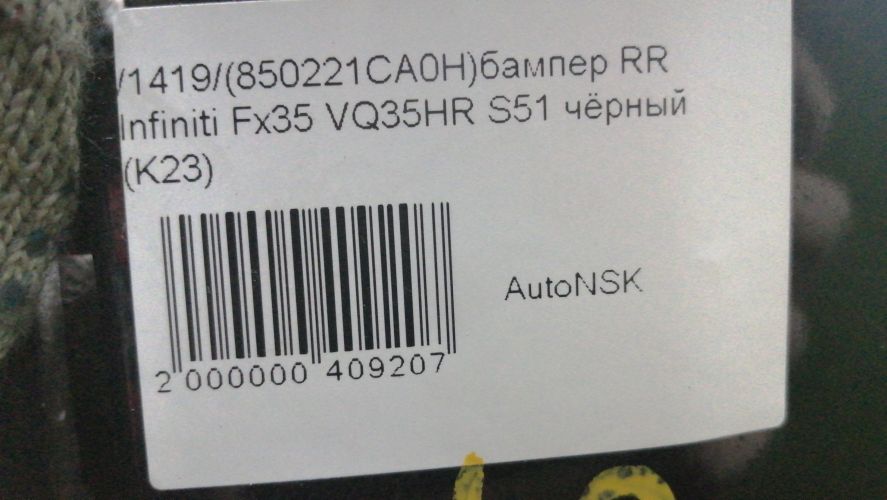 /1419/(850221CA0H)бампер RR
Infiniti Fx35 VQ35HR S51 чёрный
(K23)
AutoNSK
2 000000 409207